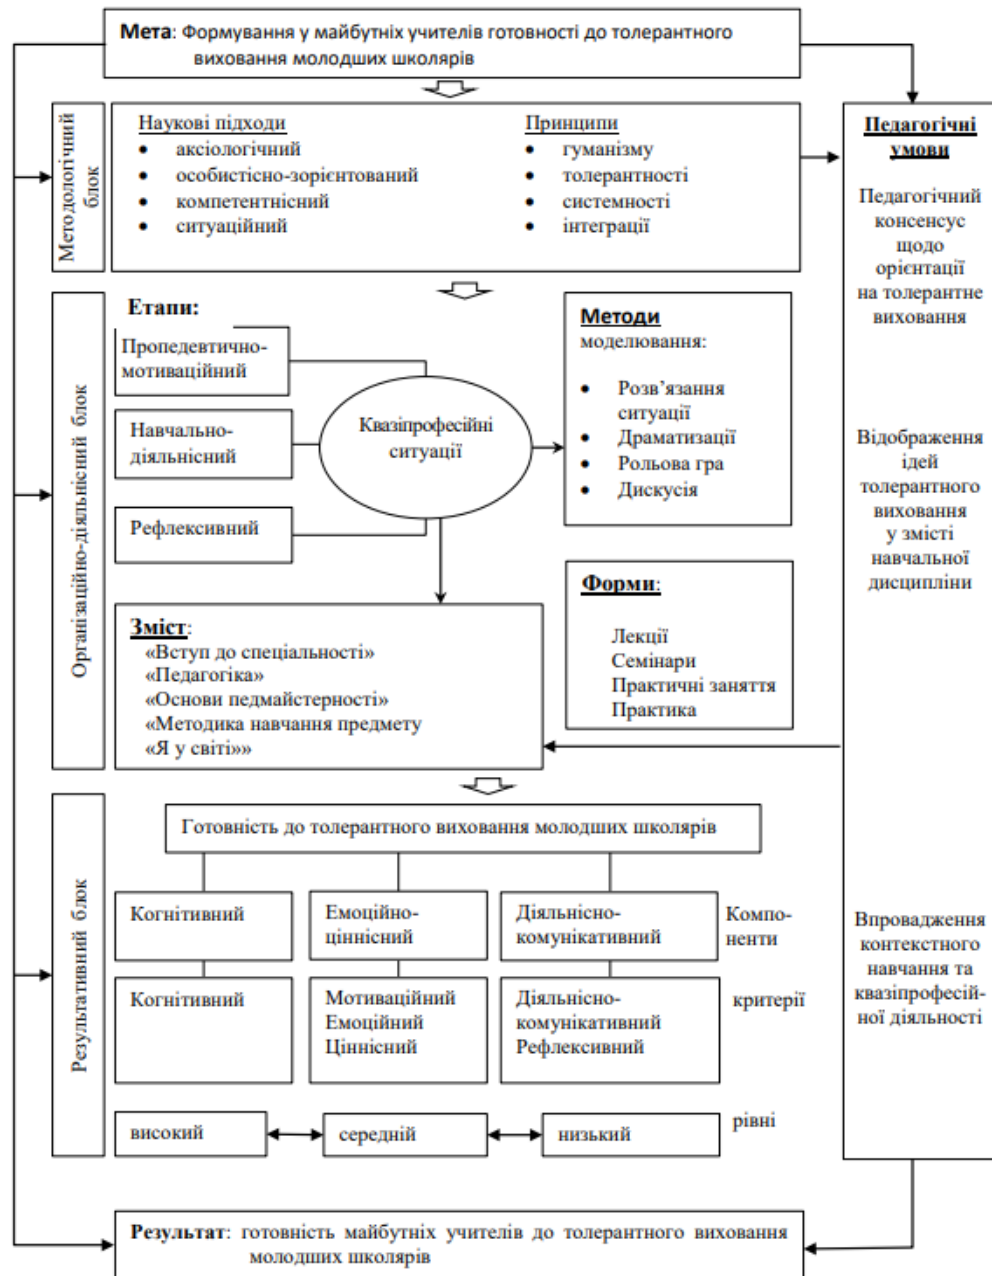 Мета: Формування у майбутніх учителів готовності до толерантного
виховання молодших школярів
Методологічний
блок
Наукові підходи
• аксіологічний
• особистісно-зорієнтований
• компетентнісний
• ситуаційний
Принципи
• гуманізму
• толерантності
• системності
• інтеграції
Педагогічні
умови
Педагогічний
консенсус
щодо
орієнтації
на толерантне
виховання
Відображення
ідей
толерантного
виховання
у змісті
навчальної
дисципліни
Впровадження
контекстного
навчання та
квазіпрофесій-
ної діяльності
Організаційно-діяльнісний блок
Етапи:
Пропедевтично-
мотиваційний
Навчально-
діяльнісний
Рефлексивний
Квазіпрофесійні
ситуації
Методи
моделювання:
• Розв’язання
ситуації
• Драматизації
• Рольова гра
• Дискусія
Форми:
Лекції
Семінари
Практичні заняття
Практика
Зміст:
«Вступ до спеціальності»
«Педагогіка»
«Основи педмайстерності»
«Методика навчання предмету
«Я у світі»»
Результативний блок
Готовність до толерантного виховання молодших школярів
Когнітивний
Емоційно-
ціннісний
Діяльнісно-
комунікативний
Компо-
ненти
Когнітивний
Мотиваційний
Емоційний
Ціннісний
Діяльнісно-
комунікативний
Рефлексивний
критерії
високий
середній
низький
рівні
Результат: готовність майбутніх учителів до толерантного виховання
молодших школярів